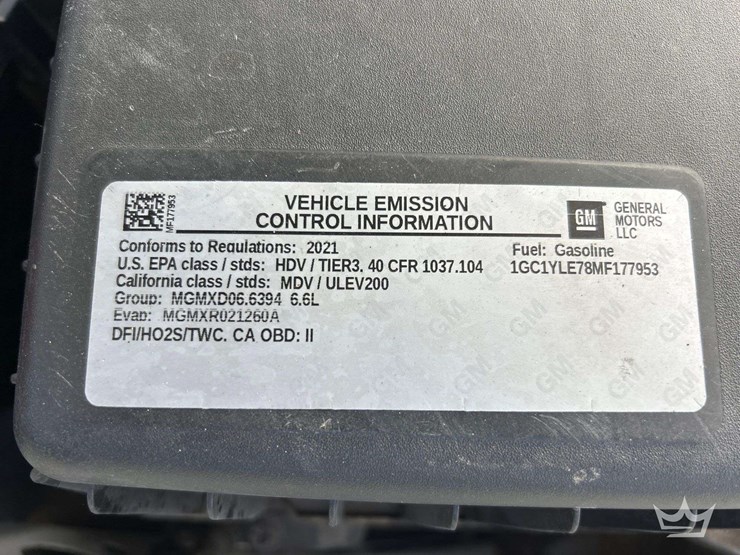 MF177953
VEHICLE EMISSION
CONTROL INFORMATION
GM
GENERAL
MOTORS
LLC
Conforms to Regulations: 2021
Fuel: Gasoline
U.S. EPA class / stds: HDV / TIER3. 40 CFR 1037.104
1GC1YLE78MF177953
California class / stds: MDV / ULEV200
Group: MGMXD06.6394 6.6L
Evap: MGMXR021260A
DFI/HO2S/TWC. CA OBD: II